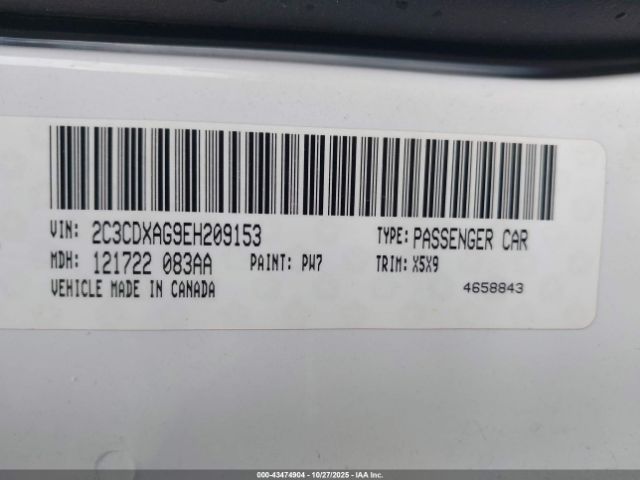 VIN: 2C3CDXAG9EH209153 TYPE: PASSENGER CAR
MDH: 121722 083AA PAINT: PW7 TRIM: X5X9
VEHICLE MADE IN CANADA 4658843
000-43474904 - 10/27/2025 - IAAI Inc.